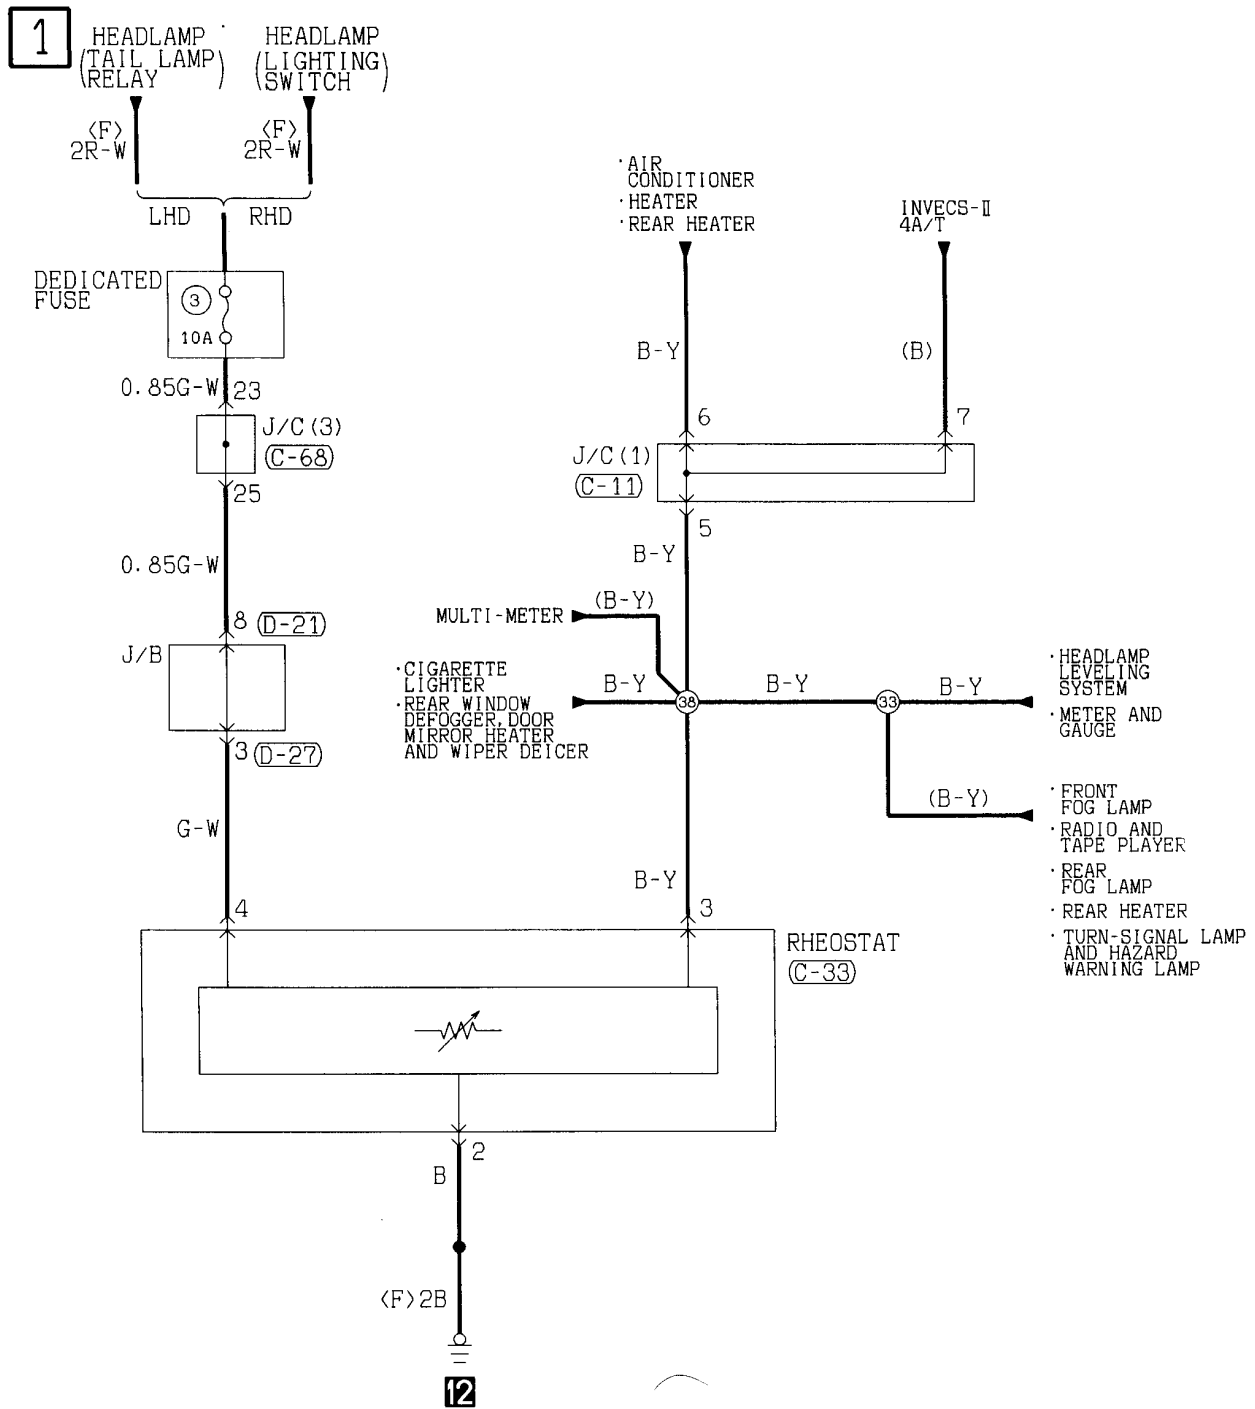 1
HEADLAMP
(TAIL LAMP)
(RELAY)
HEADLAMP
(LIGHTING)
(SWITCH)
<F>
2R-W
<F>
2R-W
LHD
RHD
DEDICATED
FUSE
3
10A
0.85G-W
23
J/C(3)
C-68
25
0.85G-W
8
D-21
J/B
3
D-27
G-W
4
·AIR
CONDITIONER
·HEATER
·REAR HEATER
INVECS-Ⅱ
4A/T
B-Y
(B)
6
7
J/C(1)
C-11
5
B-Y
MULTI-METER
(B-Y)
·CIGARETTE
LIGHTER
·REAR WINDOW
DEFOGGER,DOOR
MIRROR HEATER
AND WIPER DEICER
B-Y
38
B-Y
33
B-Y
·HEADLAMP
LEVELING
SYSTEM
·METER AND
GAUGE
(B-Y)
·FRONT
FOG LAMP
·RADIO AND
TAPE PLAYER
·REAR
FOG LAMP
·REAR HEATER
·TURN-SIGNAL LAMP
AND HAZARD
WARNING LAMP
B-Y
3
RHEOSTAT
C-33
2
B
<F>2B
12